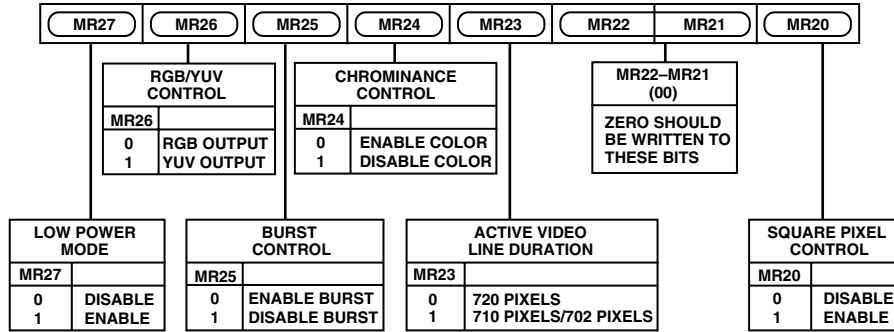 MR27 MR26 MR25 MR24 MR23 MR22 MR21 MR20
RGB/YUV
CONTROL
MR26
0 RGB OUTPUT
1 YUV OUTPUT
CHROMINANCE
CONTROL
MR24
0 ENABLE COLOR
1 DISABLE COLOR
MR22–MR21
(00)
ZERO SHOULD
BE WRITTEN TO
THESE BITS
LOW POWER
MODE
MR27
0 DISABLE
1 ENABLE
BURST
CONTROL
MR25
0 ENABLE BURST
1 DISABLE BURST
ACTIVE VIDEO
LINE DURATION
MR23
0 720 PIXELS
1 710 PIXELS/702 PIXELS
SQUARE PIXEL
CONTROL
MR20
0 DISABLE
1 ENABLE